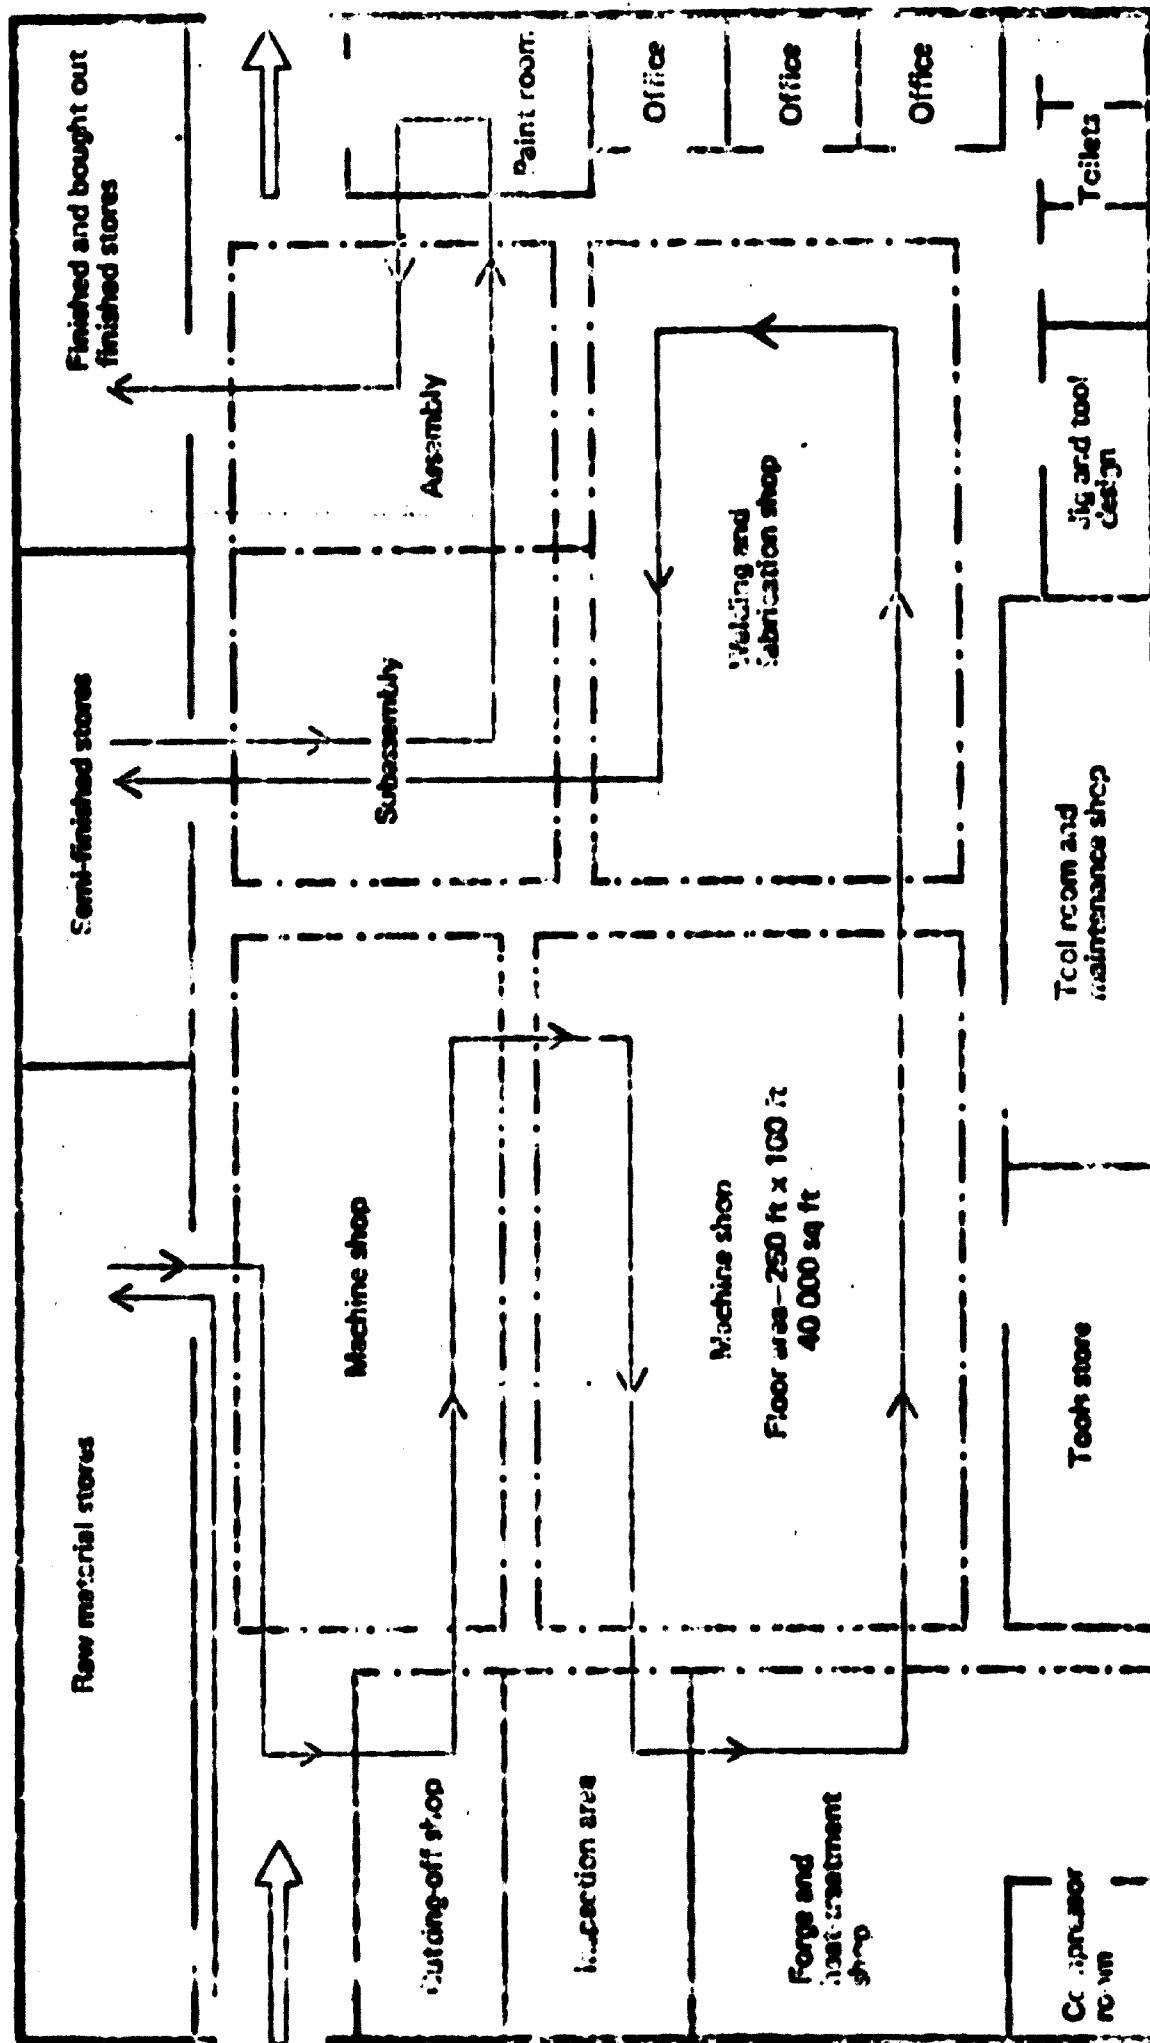 Raw material stores
Semi-finished stores
Finished and bought out
finished stores
Machine shop
Subassembly
Assembly
Paint room
Cutting-off shop
Inspection area
Forge and
heat-treatment
shop
Machine shop
Floor area–250 ft x 100 ft
40 000 sq ft
Welding and
fabrication shop
Office
Office
Office
Compressor
room
Tools store
Tool room and
maintenance shop
Jig and tool
design
Toilets